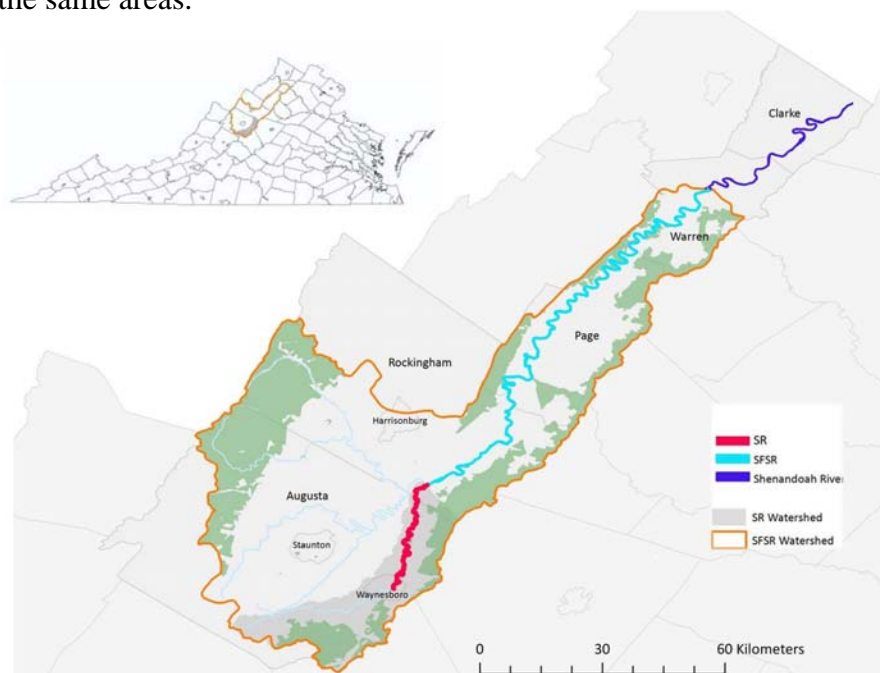 the same areas.
Clarke
Warren
Page
Rockingham
Harrisonburg
SR
SFSR
Shenandoah River
Augusta
SR Watershed
SFSR Watershed
Staunton
Waynesboro
0 30 60 Kilometers